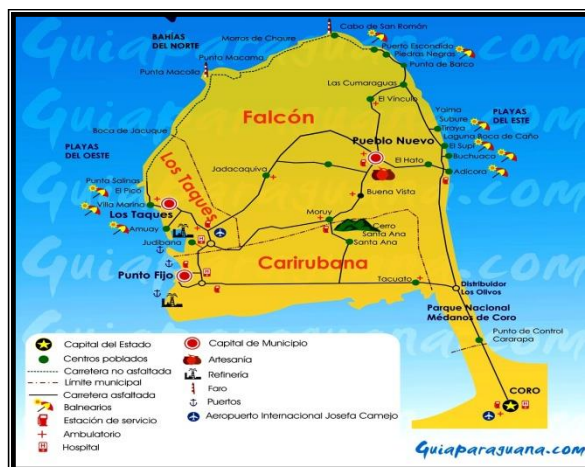 Guiaparaguana.com
BAHÍAS
DEL NORTE
Cabo de San Román
Morros de Chaure
Punta Macama
Puerto Escondido
Piedras Negras
Punta de Barco
Punta Macolla
Las Cumaraguas
El Vínculo
Falcón
Yaima
Subure
Tiraya
PLAYAS
DEL ESTE
Laguna Boca de Caño
El Supí
Buchuaca
Adícora
Boca de Jacuque
Pueblo Nuevo
El Hato
PLAYAS
DEL OESTE
Jadacaquiva
Los Taques
Buena Vista
Punta Salinas
El Pico
Villa Marina
Los Taques
Amuay
Judibana
Moruy
Cerro
Santa Ana
Santa Ana
Carirubana
Punto Fijo
Tacuato
Distribuidor
Los Olivos
Parque Nacional
Médanos de Coro
Punto de Control
Cararapa
CORO
Capital del Estado
Centros poblados
Carretera no asfaltada
Límite municipal
Carretera asfaltada
Balnearios
Estación de servicio
Ambulatorio
Hospital
Capital de Municipio
Artesanía
Refinería
Faro
Puertos
Aeropuerto Internacional Josefa Camejo
Guiaparaguana.com